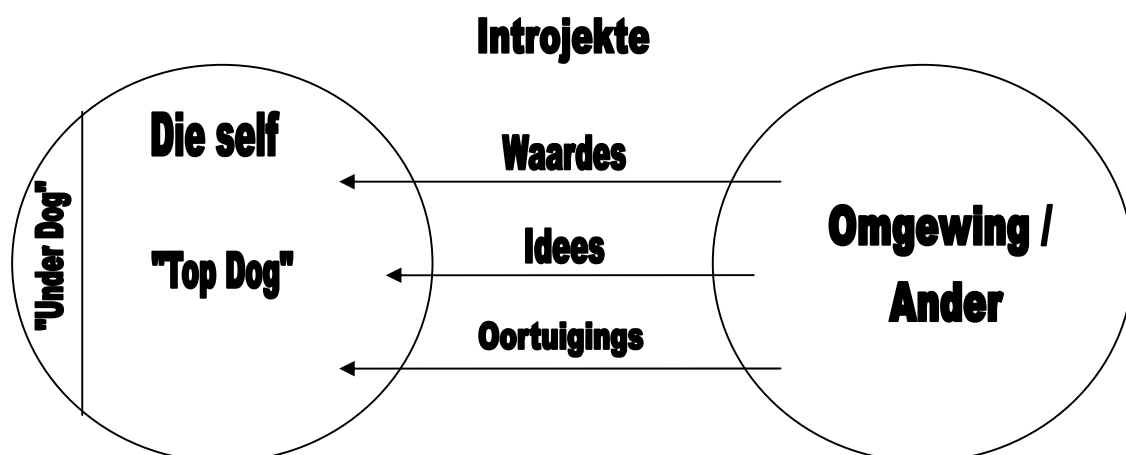 Introjekte
Die self
"Under Dog"
"Top Dog"
Waardes
Idees
Oortuigings
Omgewing /
Ander